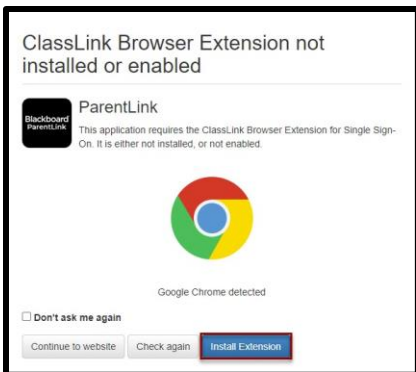 ClassLink Browser Extension not
installed or enabled
Blackboard
ParentLink
ParentLink
This application requires the ClassLink Browser Extension for Single Sign-
On. It is either not installed, or not enabled.
Google Chrome detected
Don't ask me again
Continue to website Check again Install Extension